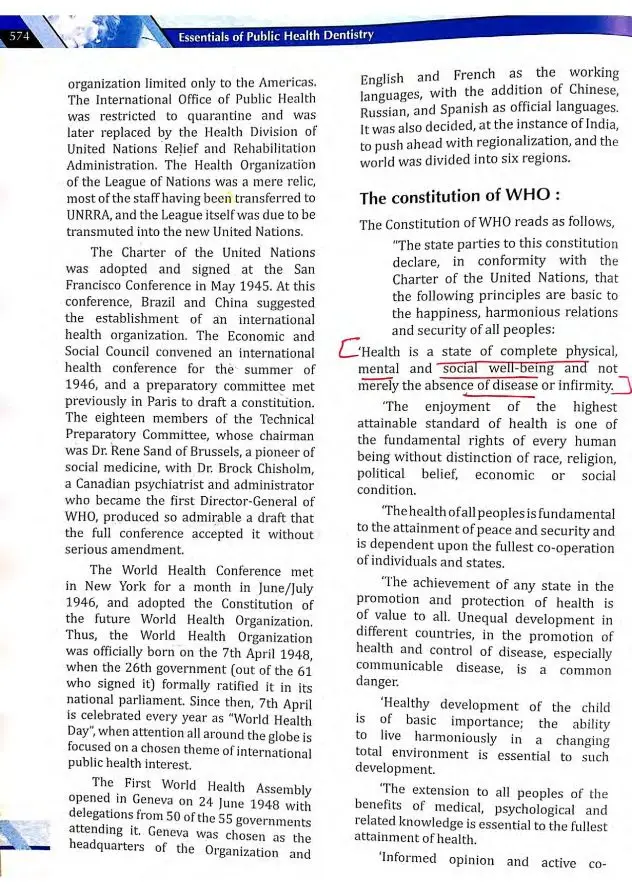 574
Essentials of Public Health Dentistry
organization limited only to the Americas.
The International Office of Public Health
was restricted to quarantine and was
later replaced by the Health Division of
United Nations Relief and Rehabilitation
Administration. The Health Organization
of the League of Nations was a mere relic,
most of the staff having been transferred to
UNRRA, and the League itself was due to be
transmuted into the new United Nations.
The Charter of the United Nations
was adopted and signed at the San
Francisco Conference in May 1945. At this
conference, Brazil and China suggested
the establishment of an international
health organization. The Economic and
Social Council convened an international
health conference for the summer of
1946, and a preparatory committee met
previously in Paris to draft a constitution.
The eighteen members of the Technical
Preparatory Committee, whose chairman
was Dr. Rene Sand of Brussels, a pioneer of
social medicine, with Dr. Brock Chisholm,
a Canadian psychiatrist and administrator
who became the first Director-General of
WHO, produced so admirable a draft that
the full conference accepted it without
serious amendment.
The World Health Conference met
in New York for a month in June/July
1946, and adopted the Constitution of
the future World Health Organization.
Thus, the World Health Organization
was officially born on the 7th April 1948,
when the 26th government (out of the 61
who signed it) formally ratified it in its
national parliament. Since then, 7th April
is celebrated every year as "World Health
Day", when attention all around the globe is
focused on a chosen theme of international
public health interest.
The First World Health Assembly
opened in Geneva on 24 June 1948 with
delegations from 50 of the 55 governments
attending it. Geneva was chosen as the
headquarters of the Organization and
English and French as the working
languages, with the addition of Chinese,
Russian, and Spanish as official languages.
It was also decided, at the instance of India,
to push ahead with regionalization, and the
world was divided into six regions.
The constitution of WHO :
The Constitution of WHO reads as follows,
"The state parties to this constitution
declare, in conformity with the
Charter of the United Nations, that
the following principles are basic to
the happiness, harmonious relations
and security of all peoples:
'Health is a state of complete physical,
mental and social well-being and not
merely the absence of disease or infirmity.
'The enjoyment of the highest
attainable standard of health is one of
the fundamental rights of every human
being without distinction of race, religion,
political belief, economic or social
condition.
'The health of all peoples is fundamental
to the attainment of peace and security and
is dependent upon the fullest co-operation
of individuals and states.
'The achievement of any state in the
promotion and protection of health is
of value to all. Unequal development in
different countries, in the promotion of
health and control of disease, especially
communicable disease, is a common
danger.
'Healthy development of the child
is of basic importance; the ability
to live harmoniously in a changing
total environment is essential to such
development.
'The extension to all peoples of the
benefits of medical, psychological and
related knowledge is essential to the fullest
attainment of health.
'Informed opinion and active co-